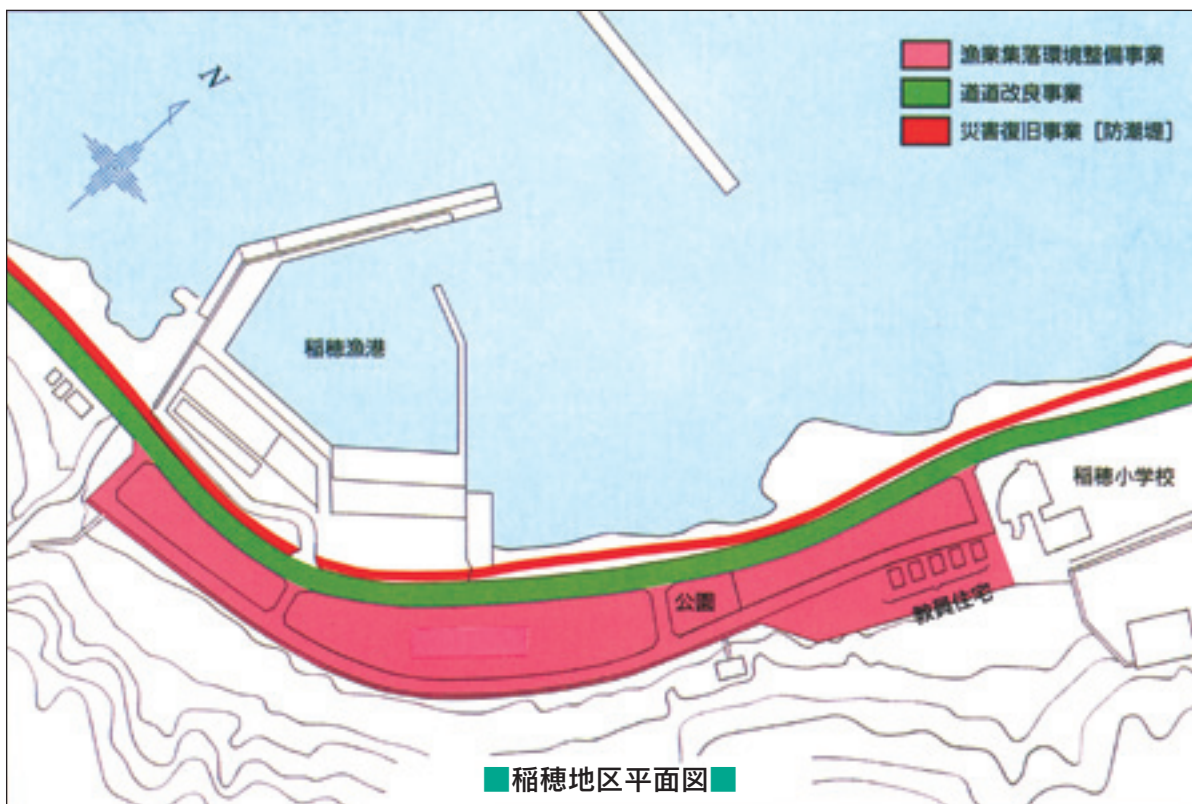 N
漁業集落環境整備事業
道道改良事業
災害復旧事業［防潮堤］
稲穂漁港
稲穂小学校
公園
教員住宅
■稲穂地区平面図■